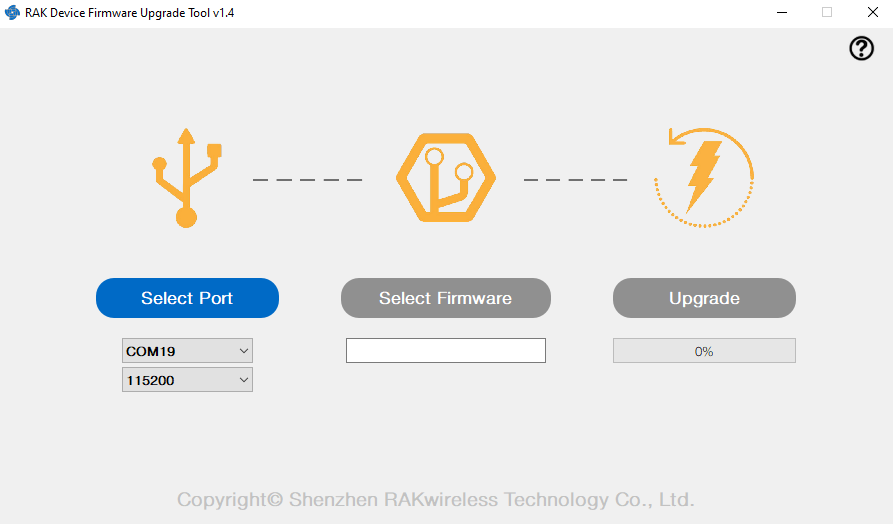 RAK Device Firmware Upgrade Tool v1.4
?
Select Port
Select Firmware
Upgrade
COM19
0%
115200
Copyright© Shenzhen RAKwireless Technology Co., Ltd.